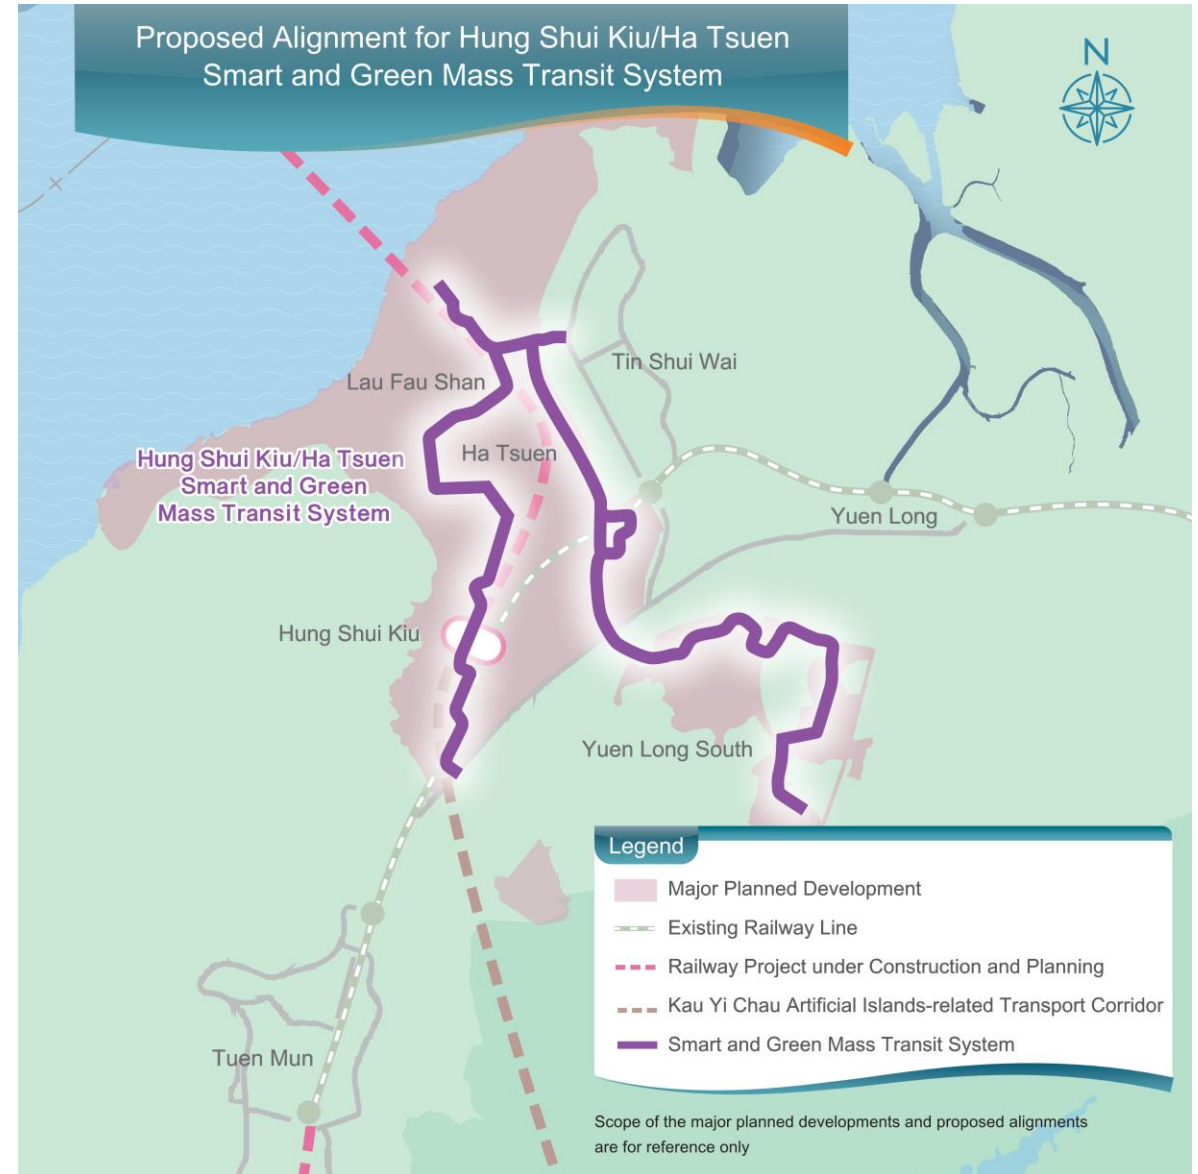 Proposed Alignment for Hung Shui Kiu/Ha Tsuen
Smart and Green Mass Transit System
N
Tin Shui Wai
Lau Fau Shan
Ha Tsuen
Hung Shui Kiu/Ha Tsuen
Smart and Green
Mass Transit System
Yuen Long
Hung Shui Kiu
Yuen Long South
Legend
Major Planned Development
Existing Railway Line
Railway Project under Construction and Planning
Kau Yi Chau Artificial Islands-related Transport Corridor
Smart and Green Mass Transit System
Tuen Mun
Scope of the major planned developments and proposed alignments
are for reference only